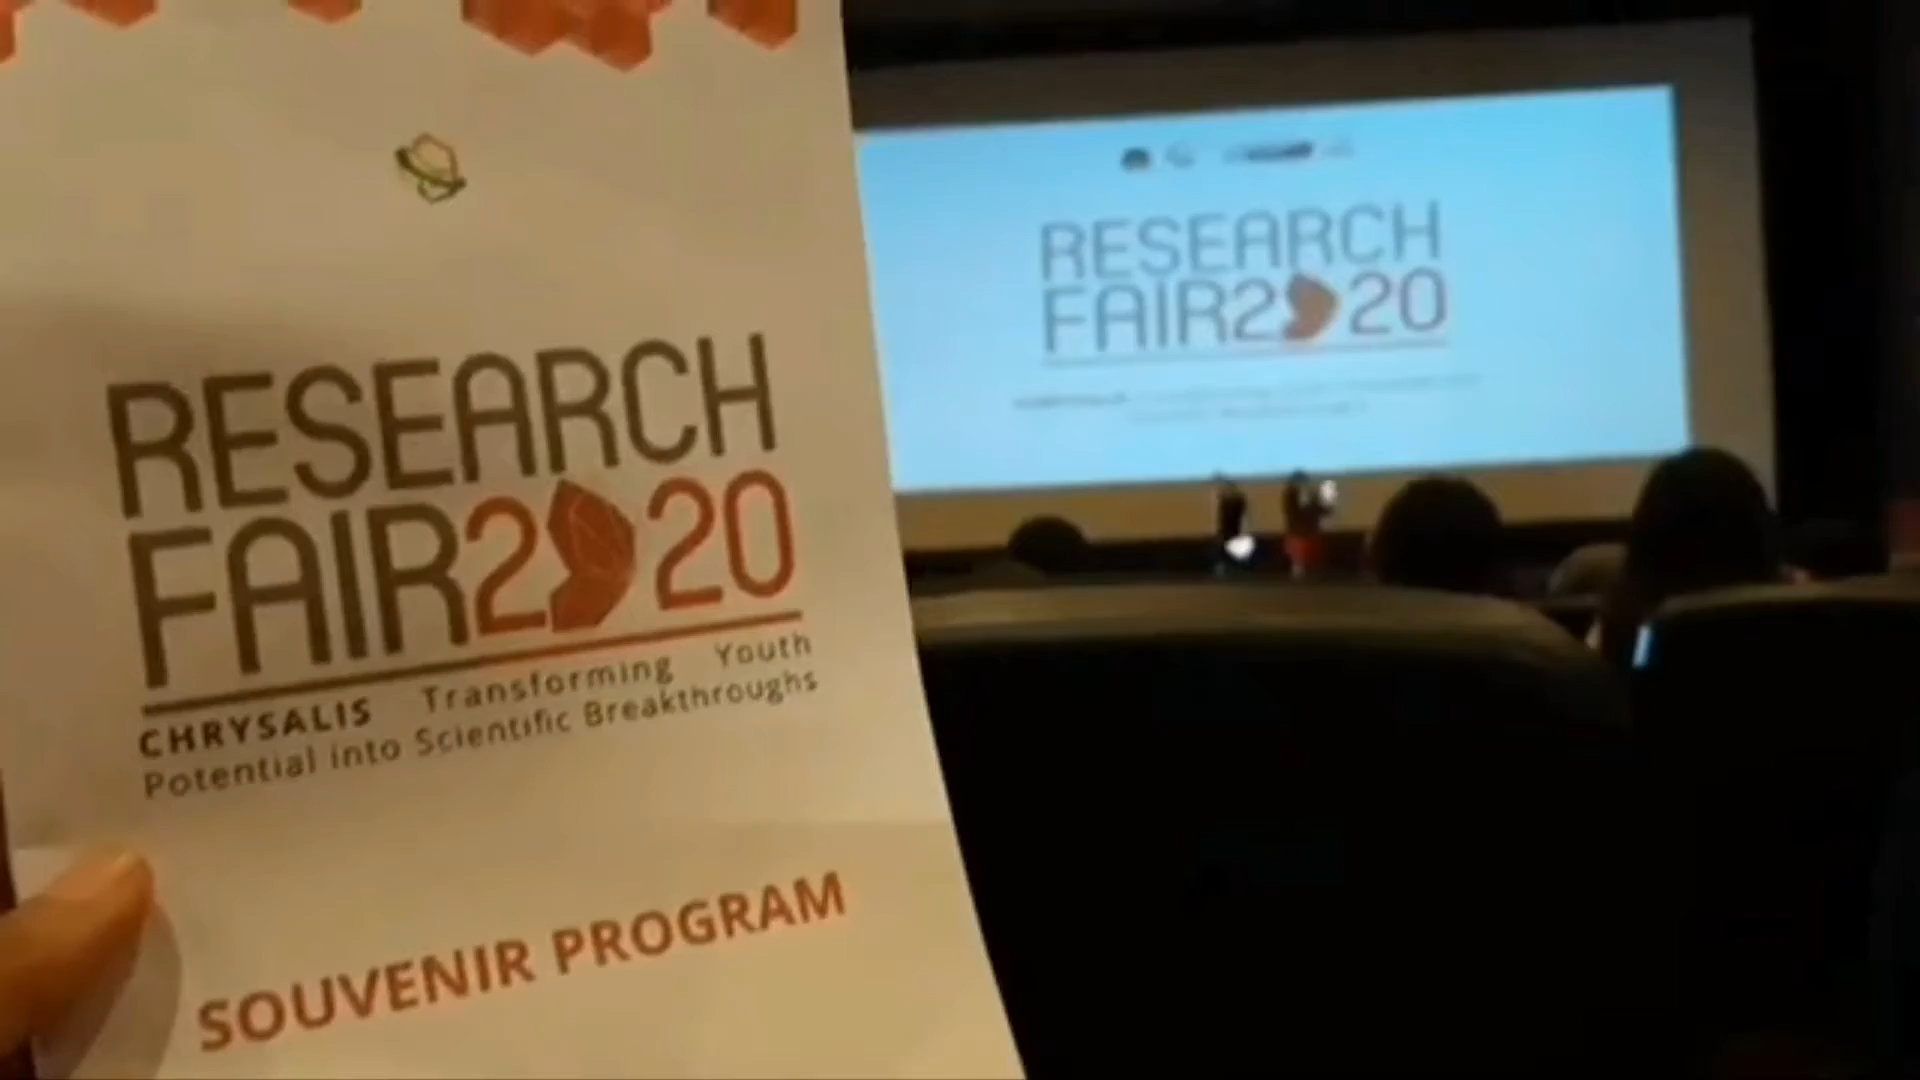 RESEARCH
FAIR2020
CHRYSALIS Transforming Youth
Potential into Scientific Breakthroughs
SOUVENIR PROGRAM
RESEARCH
FAIR2020